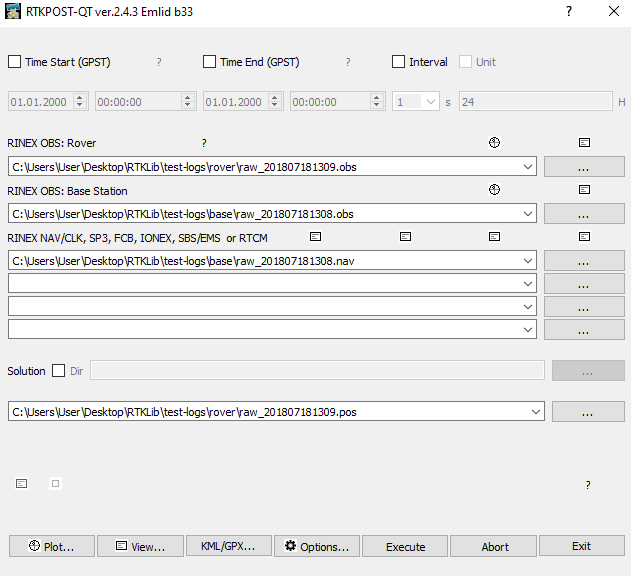 RTKPOST-QT ver.2.4.3 Emlid b33 ?
Time Start (GPST) ? Time End (GPST) ? Interval Unit
01.01.2000 00:00:00 01.01.2000 00:00:00 1 s 24 H
RINEX OBS: Rover ?
C:\Users\User\Desktop\RTKLib\test-logs\rover\raw_201807181309.obs ...
RINEX OBS: Base Station
C:\Users\User\Desktop\RTKLib\test-logs\base\raw_201807181308.obs ...
RINEX NAV/CLK, SP3, FCB, IONEX, SBS/EMS or RTCM
C:\Users\User\Desktop\RTKLib\test-logs\base\raw_201807181308.nav ...
...
...
...
Solution Dir ...
C:\Users\User\Desktop\RTKLib\test-logs\rover\raw_201807181309.pos ...
?
Plot... View... KML/GPX... Options... Execute Abort Exit